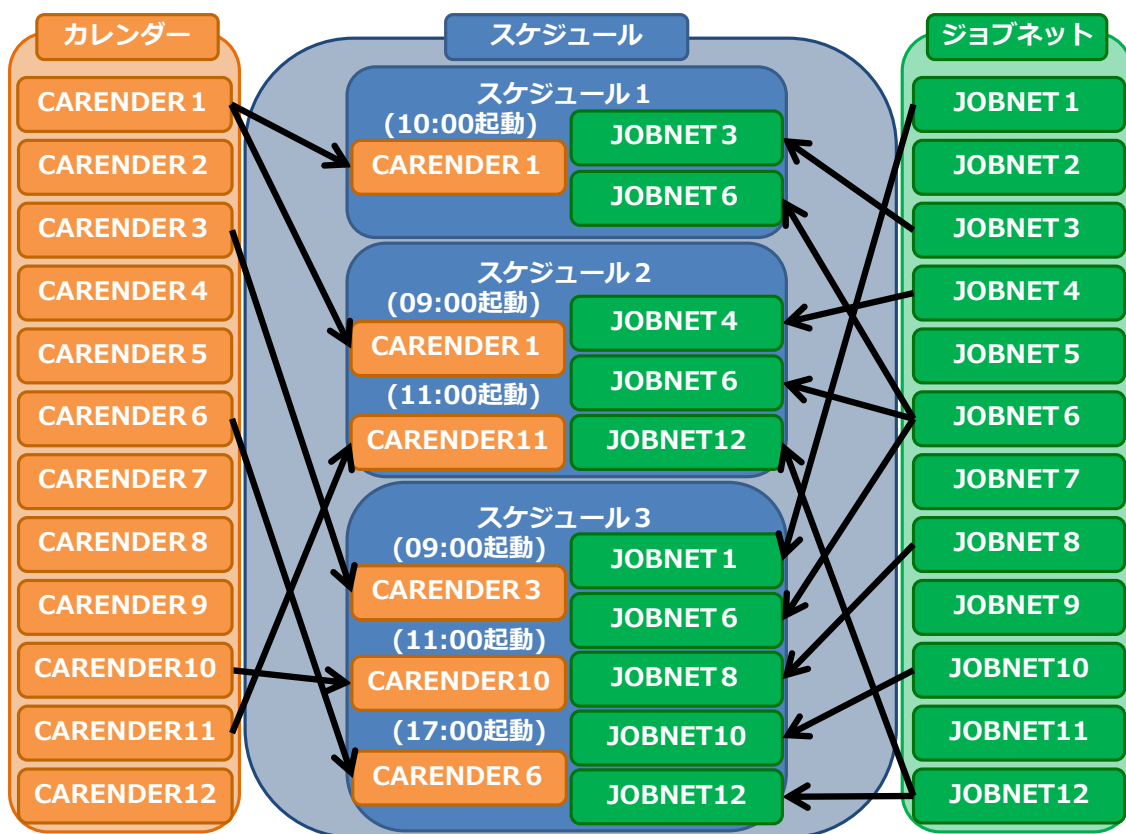 カレンダー
CARENDER1
CARENDER2
CARENDER3
CARENDER4
CARENDER5
CARENDER6
CARENDER7
CARENDER8
CARENDER9
CARENDER10
CARENDER11
CARENDER12
スケジュール
スケジュール1
(10:00起動)
CARENDER1
JOBNET3
JOBNET6
スケジュール2
(09:00起動)
CARENDER1
(11:00起動)
CARENDER11
JOBNET4
JOBNET6
JOBNET12
スケジュール3
(09:00起動)
CARENDER3
(11:00起動)
CARENDER10
(17:00起動)
CARENDER6
JOBNET1
JOBNET6
JOBNET8
JOBNET10
JOBNET12
ジョブネット
JOBNET1
JOBNET2
JOBNET3
JOBNET4
JOBNET5
JOBNET6
JOBNET7
JOBNET8
JOBNET9
JOBNET10
JOBNET11
JOBNET12